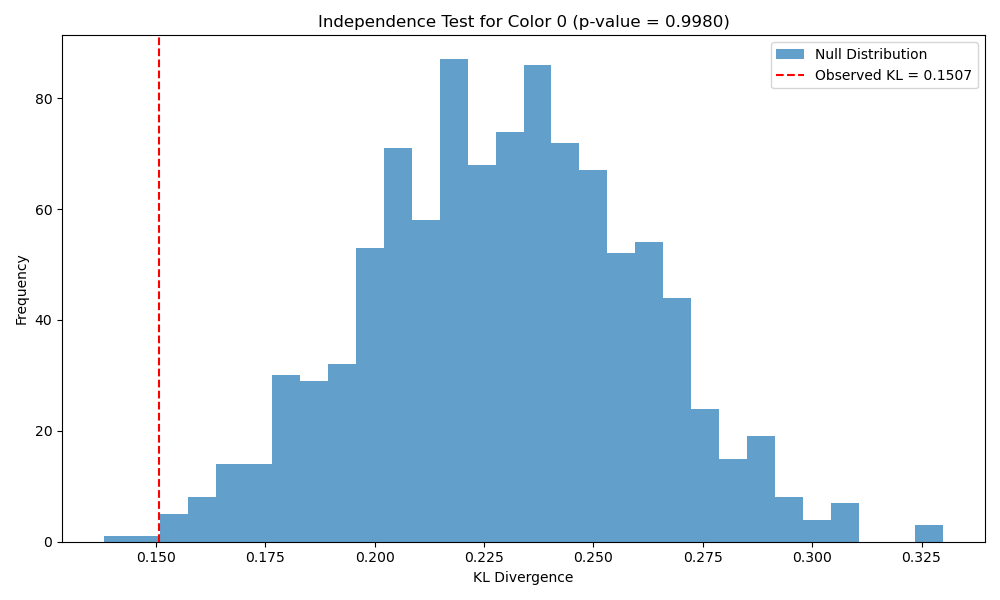 Independence Test for Color 0 (p-value = 0.9980)
Null Distribution
Observed KL = 0.1507
Frequency
80
60
40
20
0
0.150 0.175 0.200 0.225 0.250 0.275 0.300 0.325
KL Divergence